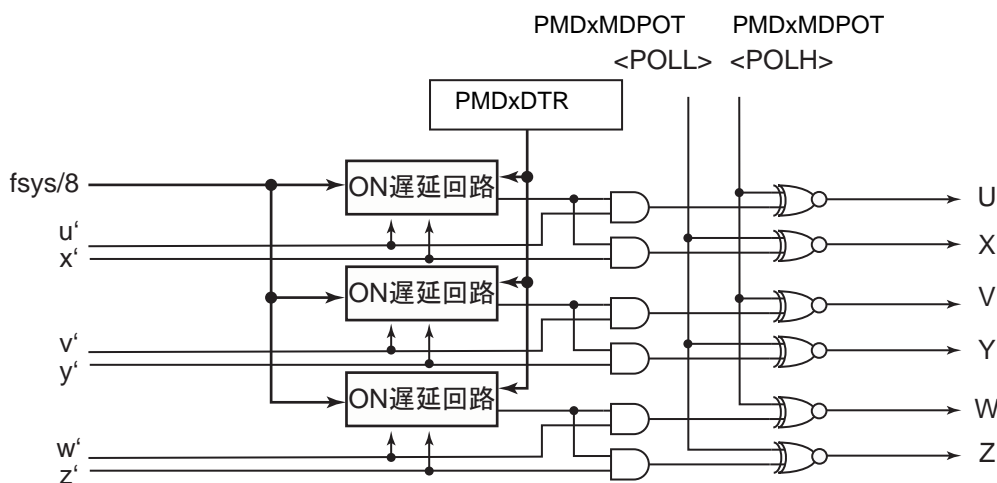 PMDxMDPOT PMDxMDPOT
<POLL> <POLH>
PMDxDTR
fsys/8
ON遅延回路
U
u‘
x‘
X
ON遅延回路
V
v‘
y‘
Y
ON遅延回路
W
w‘
z‘
Z